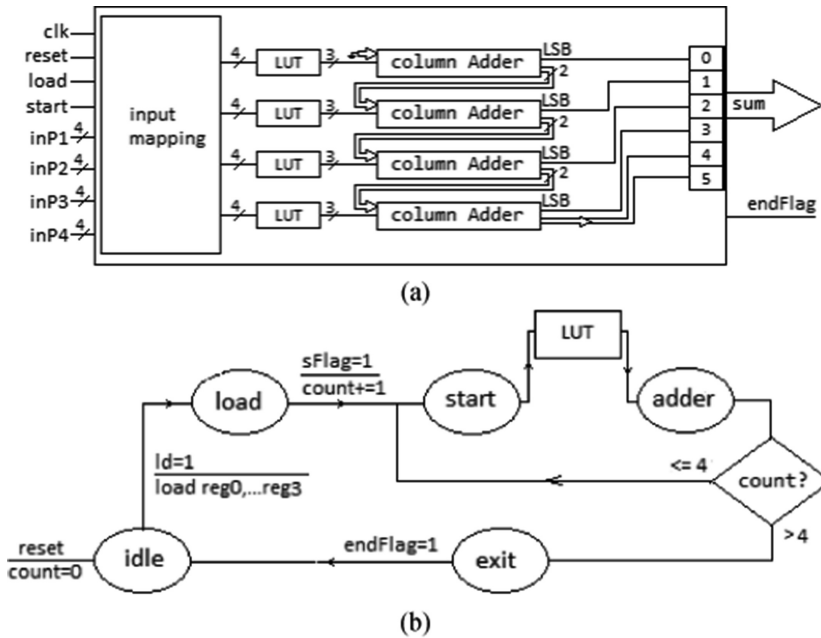 clk
reset
load
start
4
inP1
4
inP2
4
inP3
4
inP4
input
mapping
4
LUT
3
column Adder
LSB
2
4
LUT
3
column Adder
LSB
2
4
LUT
3
column Adder
LSB
2
4
LUT
3
column Adder
LSB
0
1
2
3
4
5
sum
endFlag
(a)
LUT
load
sFlag=1
count+=1
start
adder
ld=1
load reg0,...reg3
<= 4
count?
>4
reset
count=0
idle
endFlag=1
exit
(b)